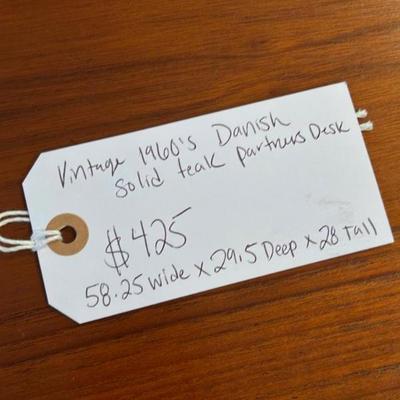 Vintage 1960's Danish
Solid teak partners Desk
$425
58.25 wide x 29.5 Deep x 28 Tall